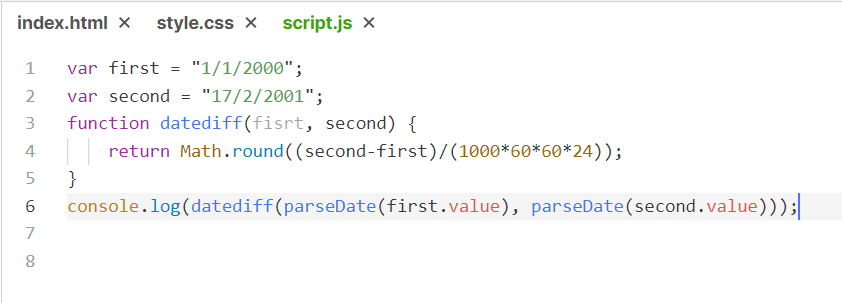 index.html × style.css × script.js ×
1 var first = "1/1/2000";
2 var second = "17/2/2001";
3 function datediff(fisrt, second) {
4 return Math.round((second-first)/(1000*60*60*24));
5 }
6 console.log(datediff(parseDate(first.value), parseDate(second.value)));
7
8